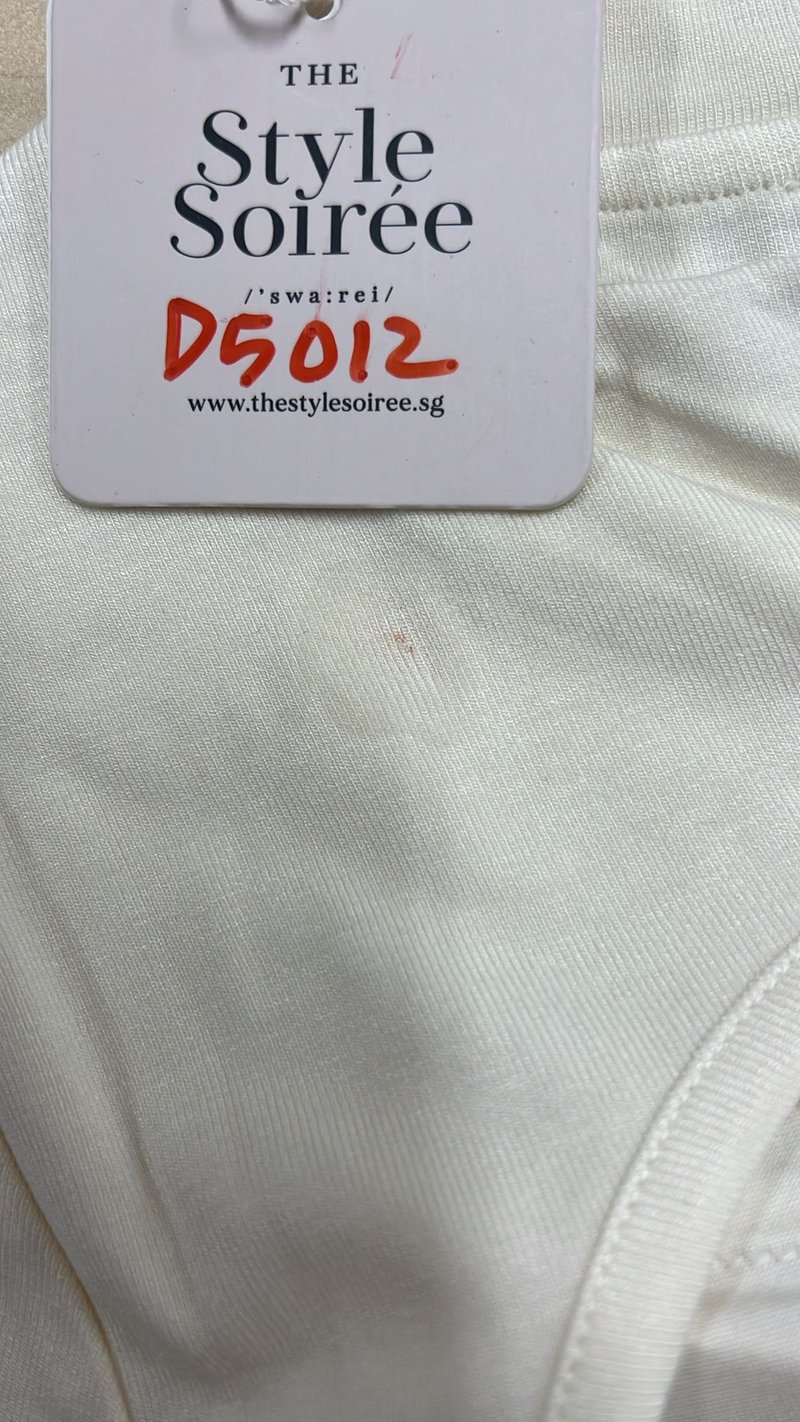 THE
Style
Soirée
/'swa:rei/
D5012
www.thestylesoiree.sg